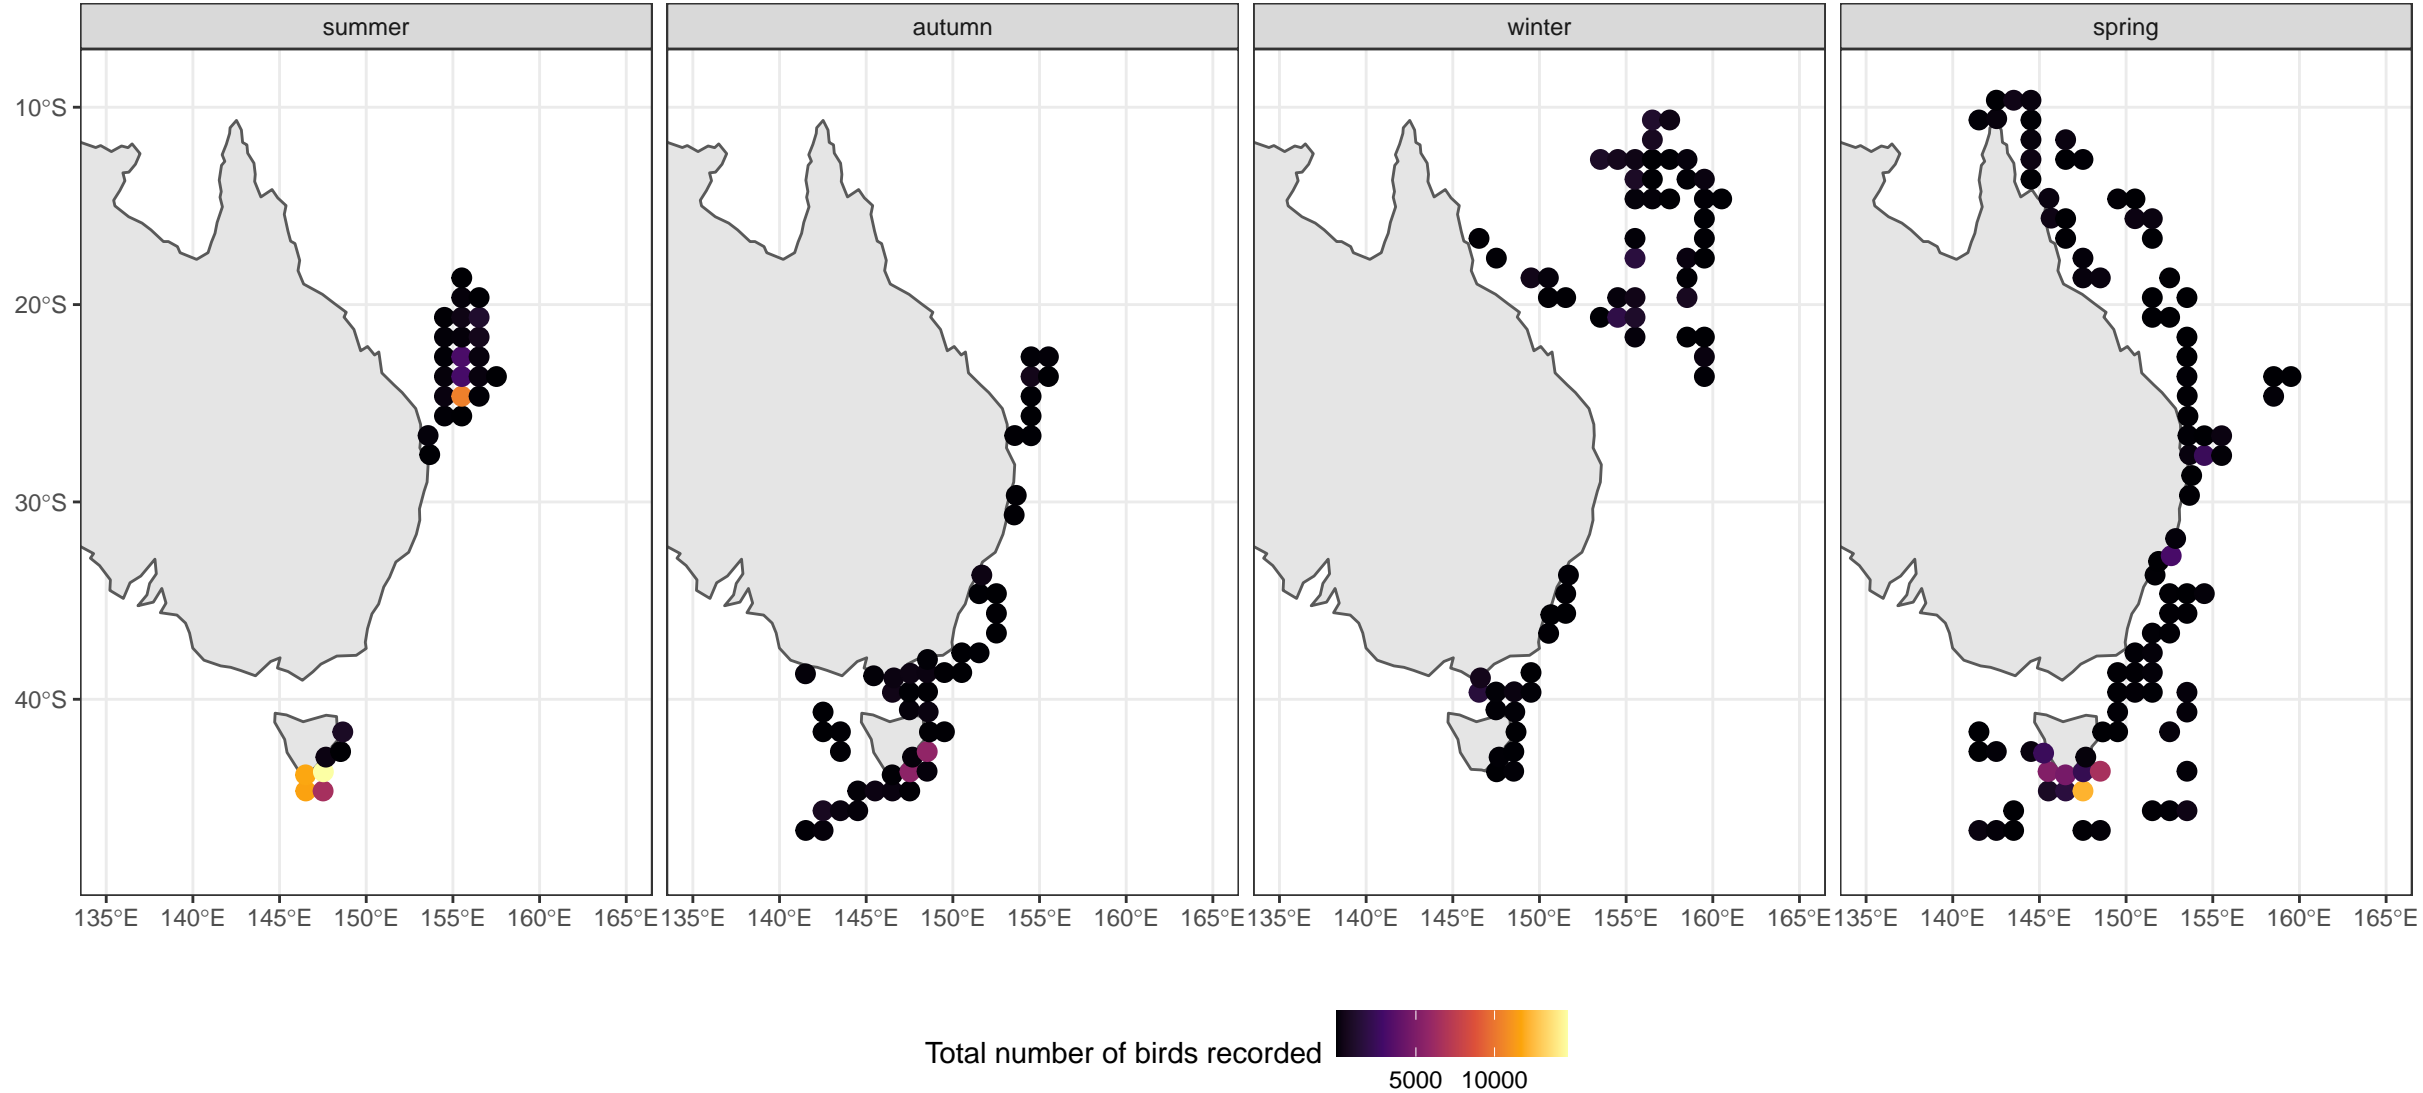 summer autumn winter spring
10°S
20°S
30°S
40°S
135°E 140°E 145°E 150°E 155°E 160°E 165°E 135°E 140°E 145°E 150°E 155°E 160°E 165°E 135°E 140°E 145°E 150°E 155°E 160°E 165°E 135°E 140°E 145°E 150°E 155°E 160°E 165°E
Total number of birds recorded
5000 10000